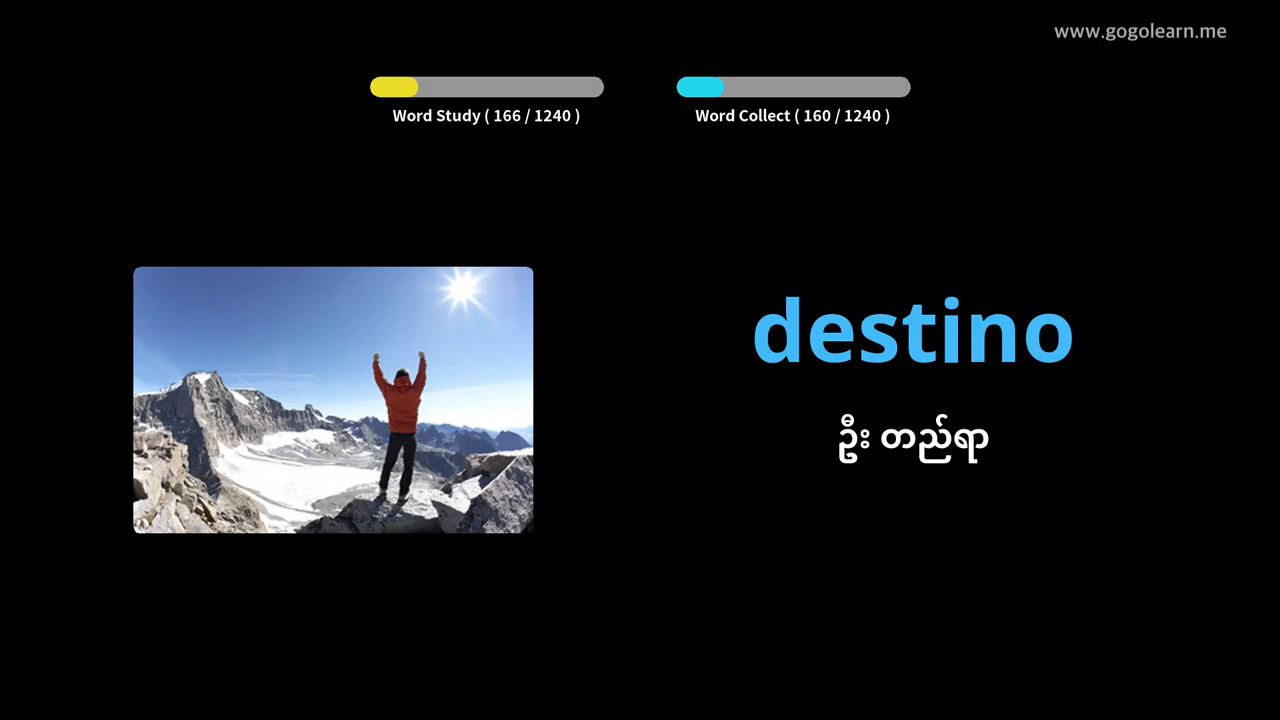 www.gogolearn.me
Word Study ( 166 / 1240 )
Word Collect ( 160 / 1240 )
destino
ဦး တည်ရာ